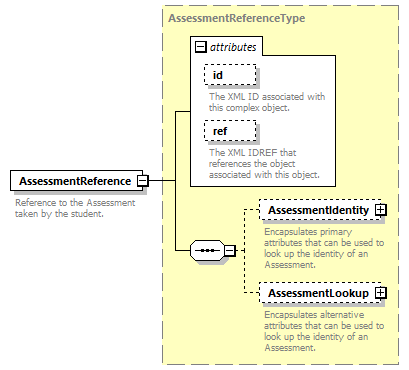 AssessmentReferenceType
attributes
id
The XML ID associated with
this complex object.
ref
The XML IDREF that
references the object
associated with this object.
AssessmentReference
Reference to the Assessment
taken by the student.
AssessmentIdentity
Encapsulates primary
attributes that can be used to
look up the identity of an
Assessment.
AssessmentLookup
Encapsulates alternative
attributes that can be used to
look up the identity of an
Assessment.